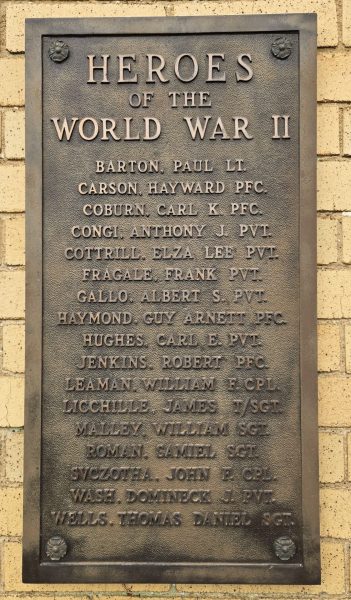 HEROES
OF THE
WORLD WAR II
BARTON, PAUL LT.
CARSON, HAYWARD PFC.
COBURN, CARL K. PFC.
CONGI, ANTHONY J. PVT.
COTTRILL, ELZA LEE PVT.
FRAGALE, FRANK PVT.
GALLO, ALBERT S. PVT.
HAYMOND, GUY ARNETT PFC.
HUGHES, CARL E. PVT.
JENKINS, ROBERT PFC.
LEAMAN, WILLIAM F. CPL.
LICCHILLE, JAMES T/SGT.
MALLEY, WILLIAM SGT.
ROMAN, SAMIEL SGT.
SVCZOTHA, JOHN F. CPL.
WASH, DOMINECK J. PVT.
WELLS, THOMAS DANIEL SGT.